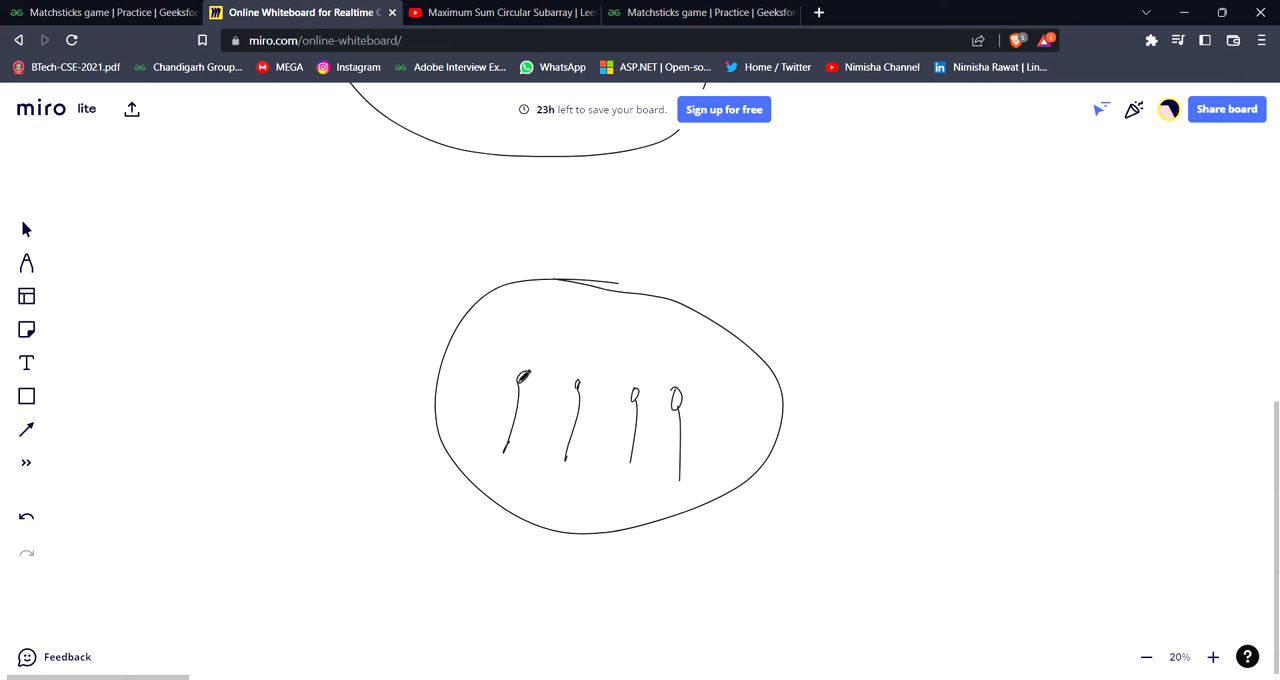 Matchsticks game | Practice | Geeksfor
Online Whiteboard for Realtime C
Maximum Sum Circular Subarray | Lee
Matchsticks game | Practice | Geeksfor
miro.com/online-whiteboard/
5
BTech-CSE-2021.pdf
Chandigarh Group...
MEGA
Instagram
Adobe Interview Ex...
WhatsApp
ASP.NET | Open-so...
Home / Twitter
Nimisha Channel
Nimisha Rawat | Lin...
miro lite
23h left to save your board.
Sign up for free
Share board
T
Feedback
20%
?